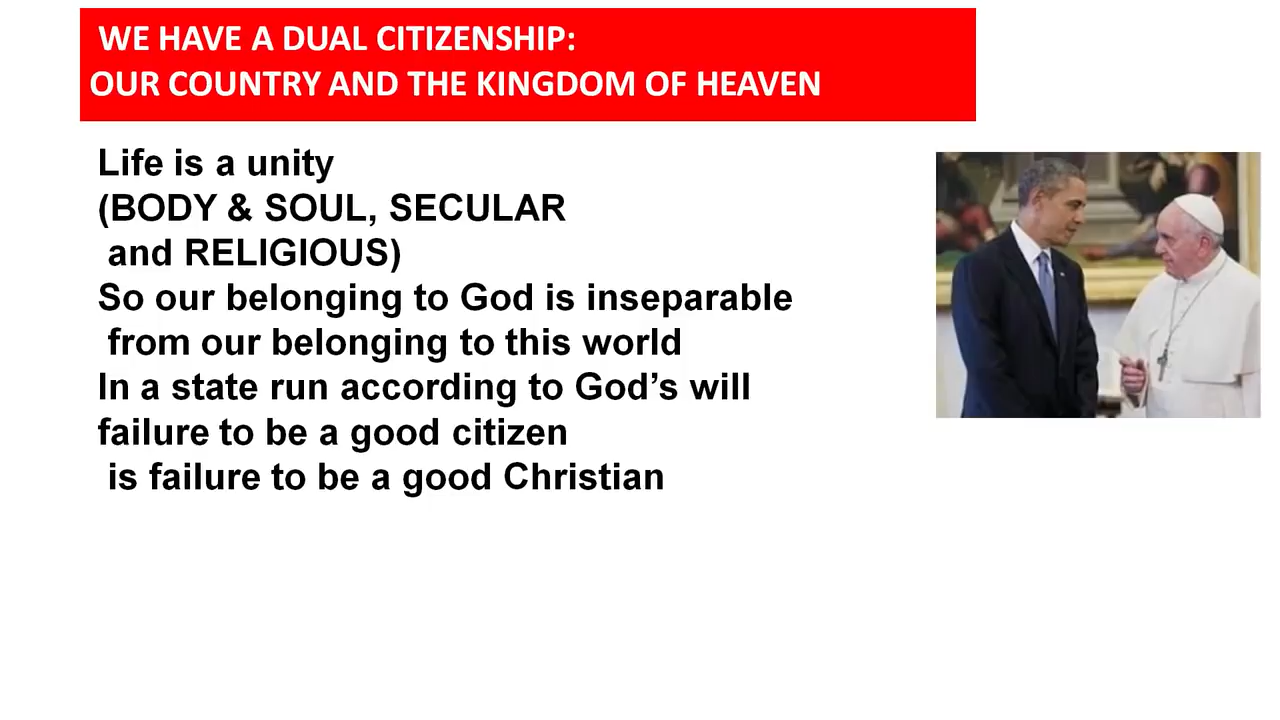 WE HAVE A DUAL CITIZENSHIP:
OUR COUNTRY AND THE KINGDOM OF HEAVEN
Life is a unity
(BODY & SOUL, SECULAR
and RELIGIOUS)
So our belonging to God is inseparable
from our belonging to this world
In a state run according to God’s will
failure to be a good citizen
is failure to be a good Christian